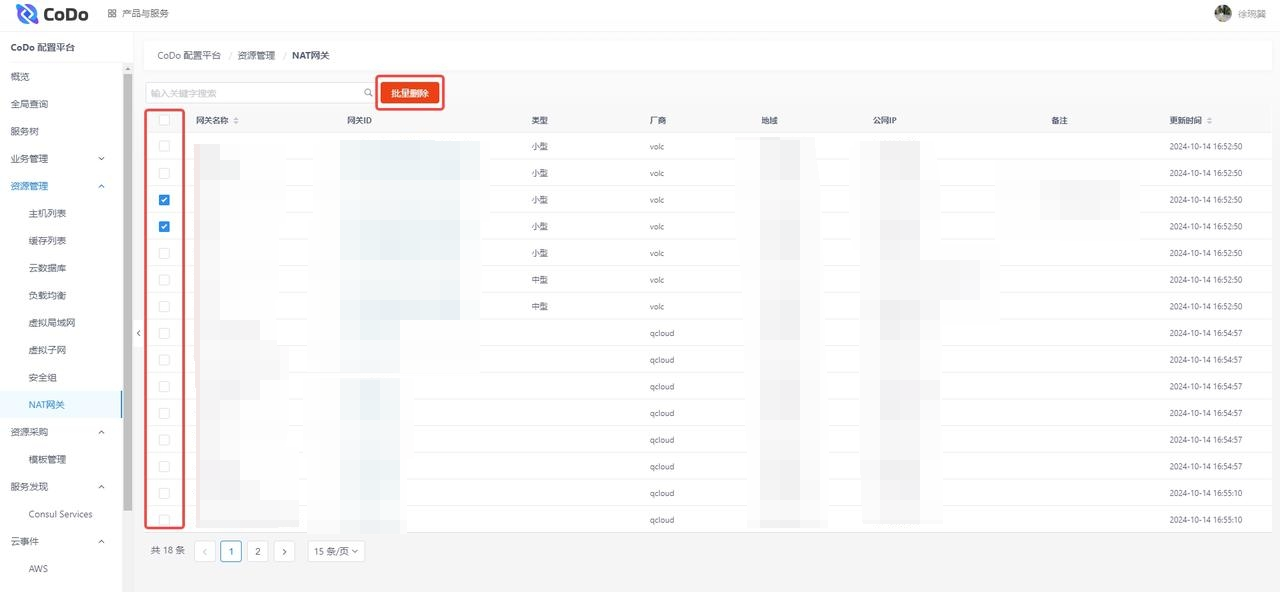 CoDo 产品与服务 徐琬龑
CoDo 配置平台
概览
全局查询
服务树
业务管理
资源管理
主机列表
缓存列表
云数据库
负载均衡
虚拟局域网
虚拟子网
安全组
NAT网关
资源采购
模板管理
服务发现
Consul Services
云事件
AWS
CoDo 配置平台 / 资源管理 / NAT网关
输入关键字搜索 批量删除
网关名称 网关ID 类型 厂商 地域 公网IP 备注 更新时间
小型 volc 2024-10-14 16:52:50
小型 volc 2024-10-14 16:52:50
小型 volc 2024-10-14 16:52:50
小型 volc 2024-10-14 16:52:50
小型 volc 2024-10-14 16:52:50
中型 volc 2024-10-14 16:52:50
中型 volc 2024-10-14 16:52:50
qcloud 2024-10-14 16:54:57
qcloud 2024-10-14 16:54:57
qcloud 2024-10-14 16:54:57
qcloud 2024-10-14 16:54:57
qcloud 2024-10-14 16:54:57
qcloud 2024-10-14 16:54:57
qcloud 2024-10-14 16:55:10
qcloud 2024-10-14 16:55:10
共 18 条 < 1 2 > 15 条/页